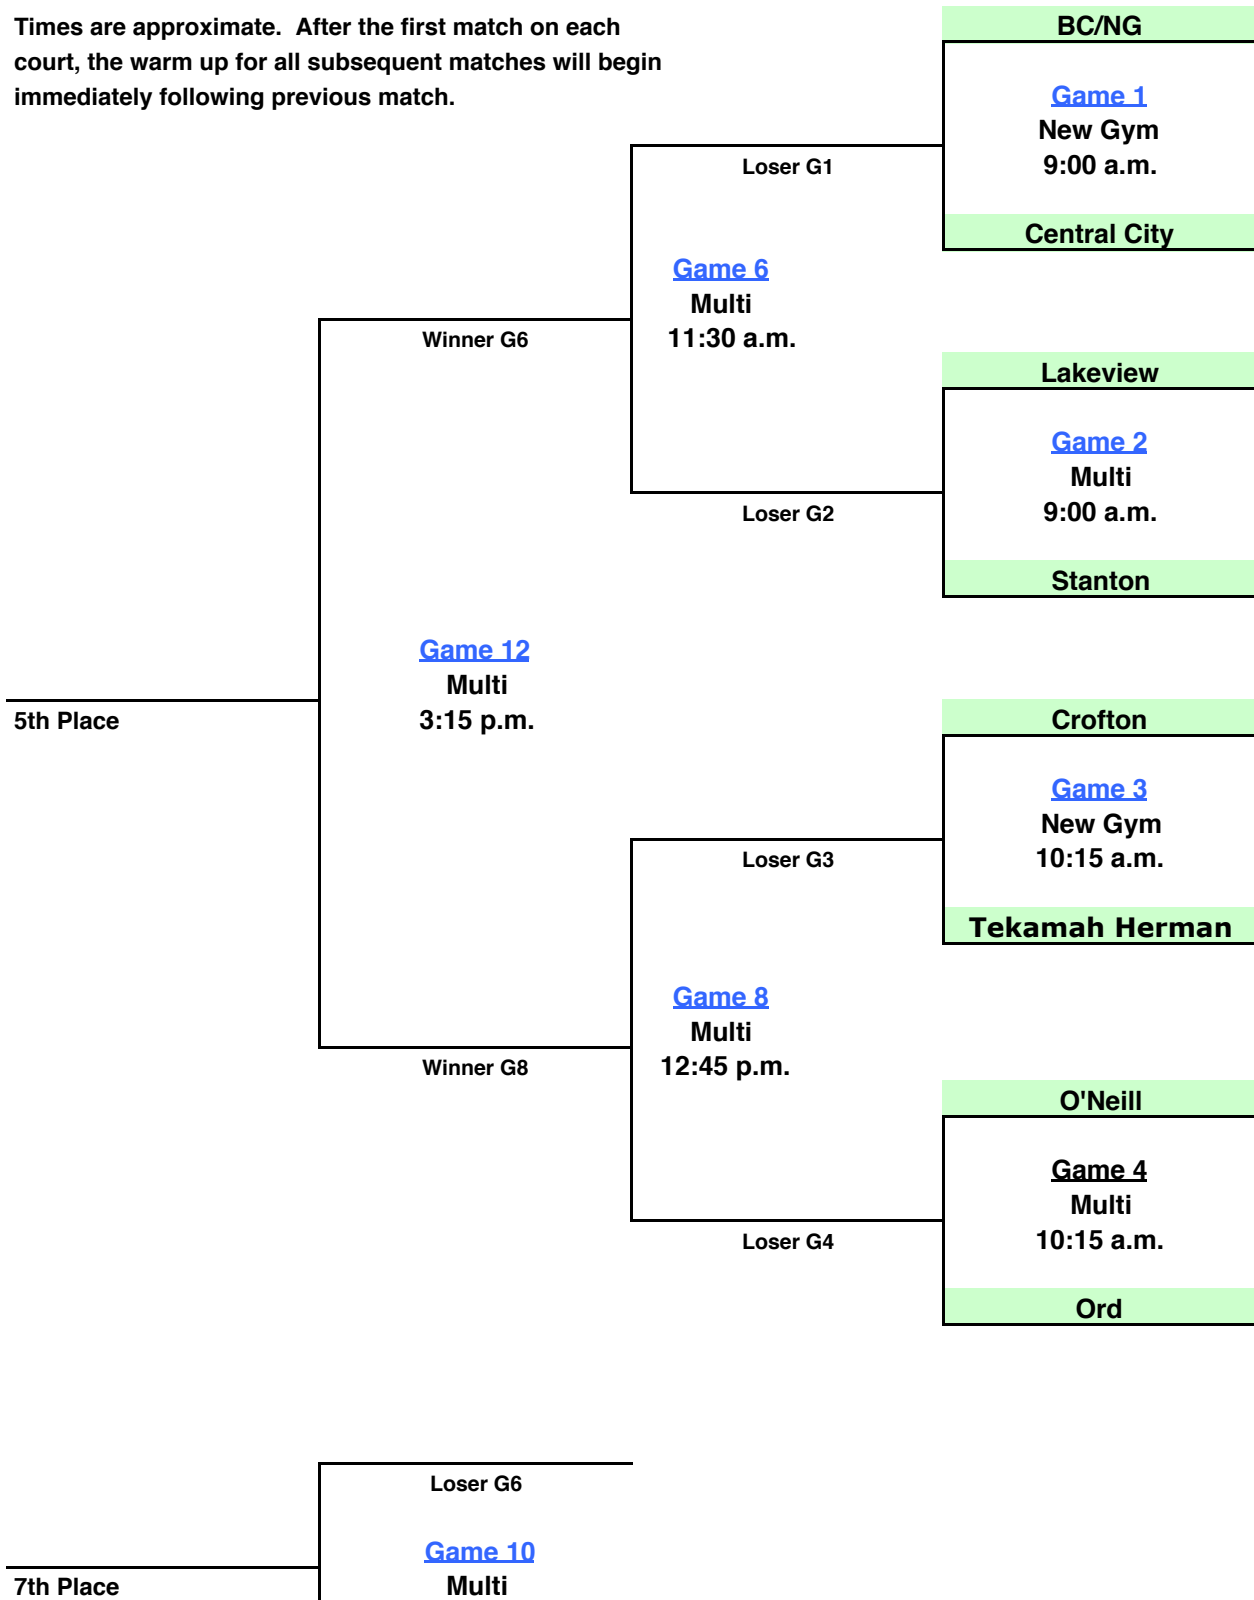 Times are approximate.  After the first match on each
court, the warm up for all subsequent matches will begin
immediately following previous match.
BC/NG
Game 1
New Gym
9:00 a.m.
Loser G1
Central City
Game 6
Multi
11:30 a.m.
Winner G6
Lakeview
Game 2
Multi
9:00 a.m.
Loser G2
Stanton
Game 12
Multi
3:15 p.m.
5th Place
Crofton
Game 3
New Gym
10:15 a.m.
Loser G3
Tekamah Herman
Game 8
Multi
12:45 p.m.
Winner G8
O'Neill
Game 4
Multi
10:15 a.m.
Loser G4
Ord
Loser G6
Game 10
Multi
7th Place